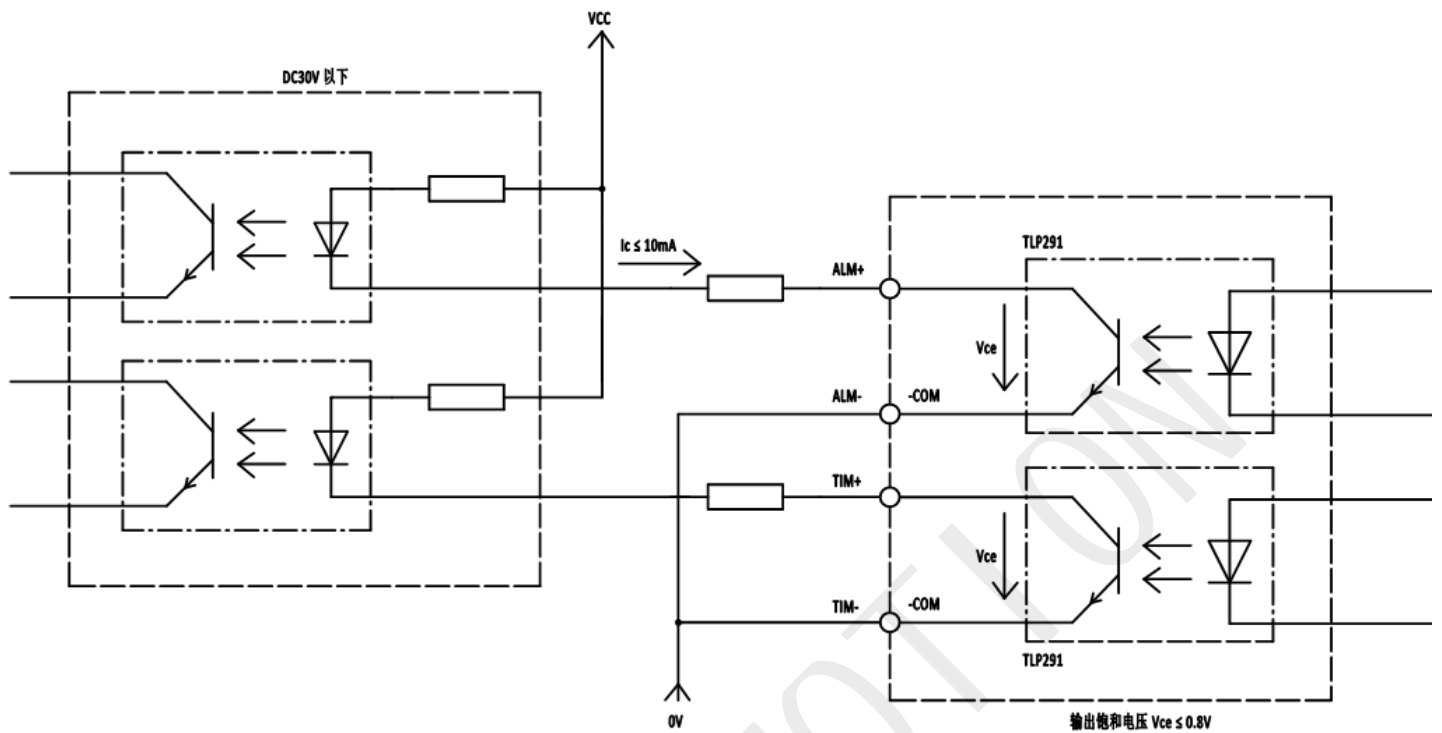 VCC
DC30V 以下
Ic ≤ 10mA
ALM+
TLP291
Vce
ALM-
-COM
TIM+
Vce
TIM-
-COM
TLP291
0V
输出饱和电压 Vce ≤ 0.8V
OTION